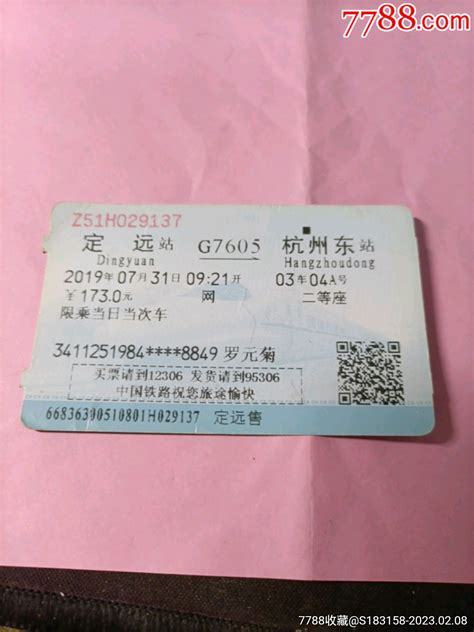 7788.com
Z51H029137
定远站 G7605 杭州东站
Dingyuan Hangzhoudong
2019年07月31日09:21开 03车04A号
￥173.0元 网 二等座
限乘当日当次车
3411251984****8849 罗元菊
买票请到12306 发货请到95306
中国铁路祝您旅途愉快
66836300510801H029137 定远售
7788收藏@S183158-2023.02.08